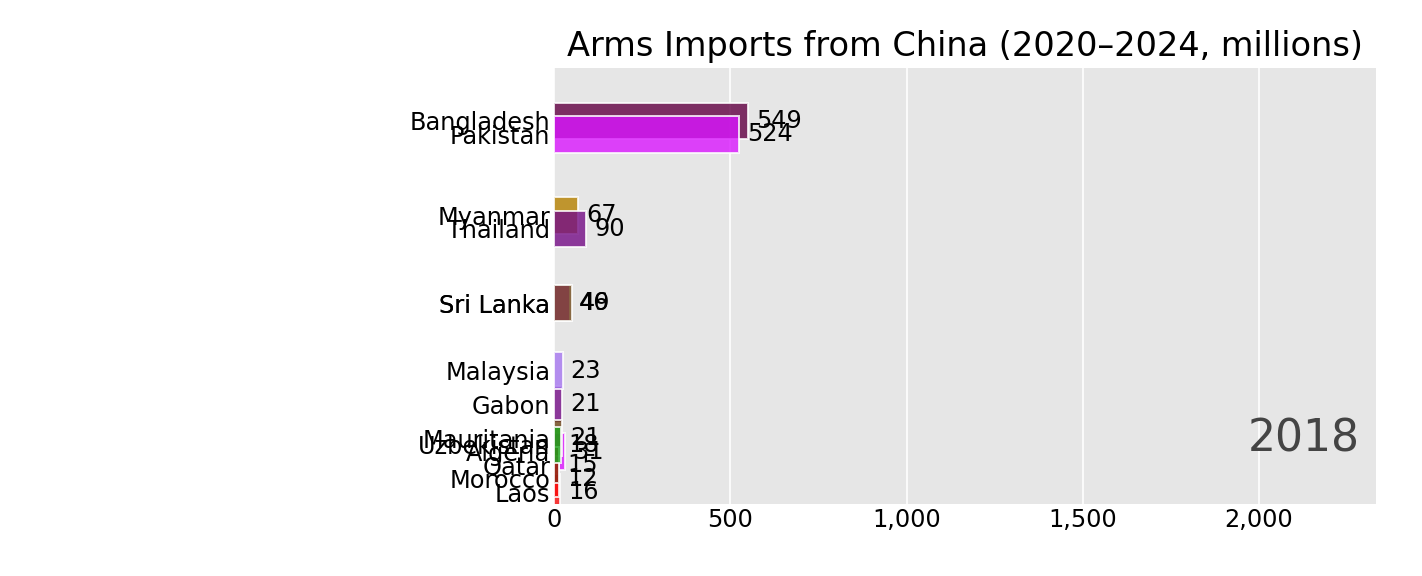 Arms Imports from China (2020–2024, millions)
Bangladesh 549
Pakistan 524
Myanmar 67
Thailand 90
Sri Lanka
Malaysia 23
Gabon 21
Mauritania 21
Uzbekistan
Algeria 31
Qatar 15
Morocco 12
Laos 16
2018
0 500 1,000 1,500 2,000